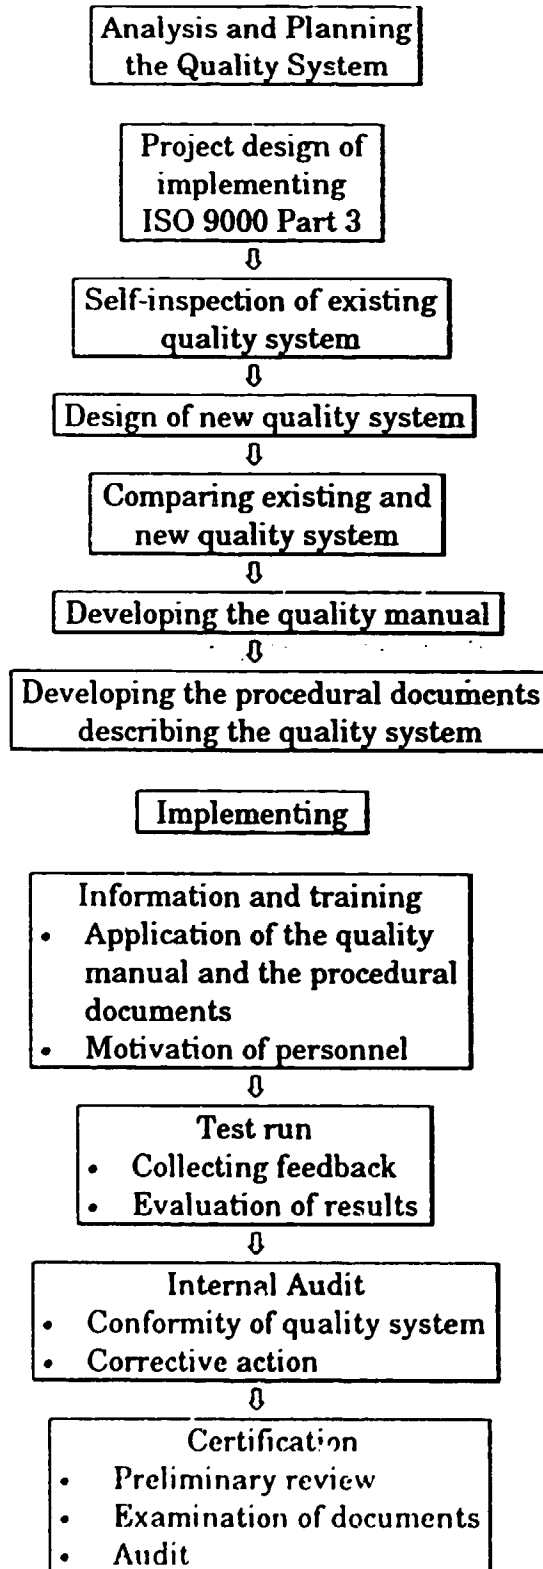 Analysis and Planning
the Quality System
Project design of
implementing
ISO 9000 Part 3
⇩
Self-inspection of existing
quality system
⇩
Design of new quality system
⇩
Comparing existing and
new quality system
⇩
Developing the quality manual
⇩
Developing the procedural documents
describing the quality system
Implementing
Information and training
• Application of the quality
manual and the procedural
documents
• Motivation of personnel
⇩
Test run
• Collecting feedback
• Evaluation of results
⇩
Internal Audit
• Conformity of quality system
• Corrective action
⇩
Certification
• Preliminary review
• Examination of documents
• Audit